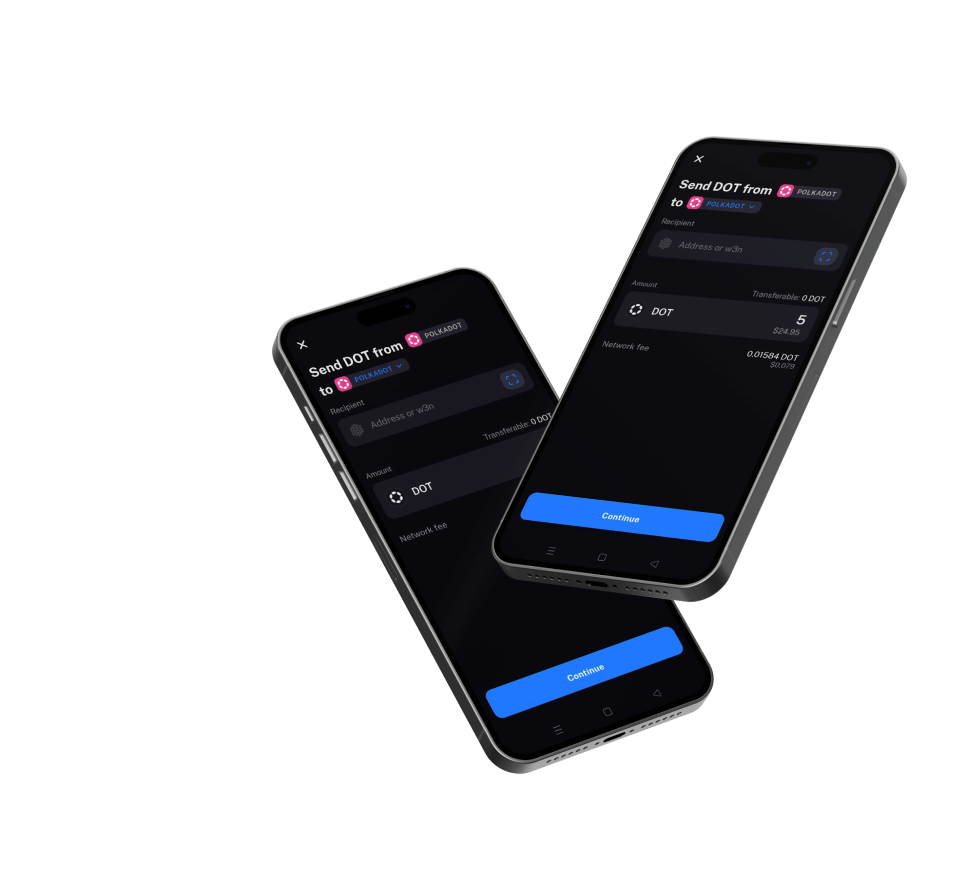 Send DOT from POLKADOT
to POLKADOT
Recipient
Address or w3n
Amount
Transferable: 0 DOT
DOT
Network fee
Continue
Send DOT from POLKADOT
to POLKADOT
Recipient
Address or w3n
Amount
Transferable: 0 DOT
DOT
5
$24.95
Network fee
0.01584 DOT
$0.079
Continue